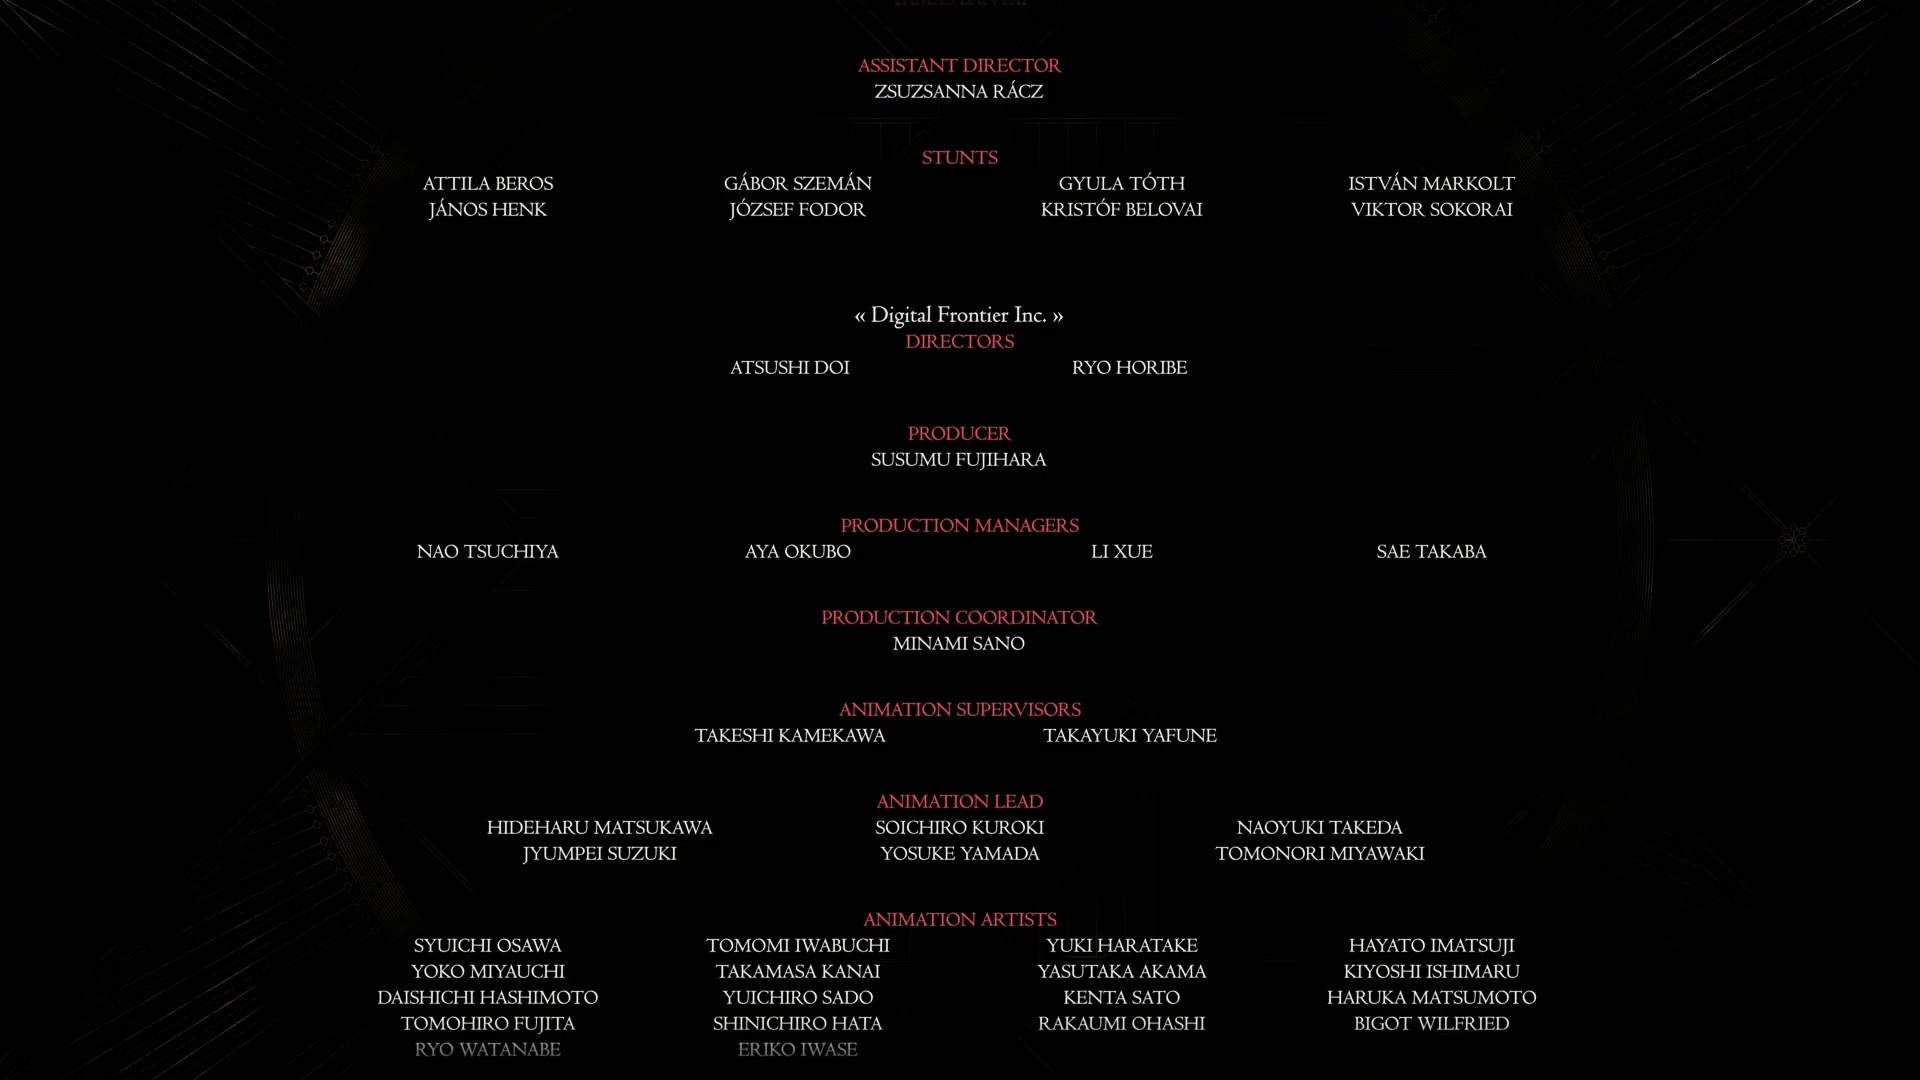 ASSISTANT DIRECTOR
ZSUZSANNA RÁCZ
STUNTS
ATTILA BEROS GÁBOR SZEMÁN GYULA TÓTH ISTVÁN MARKOLT
JÁNOS HENK JÓZSEF FODOR KRISTÓF BELOVAI VIKTOR SOKORAI
« Digital Frontier Inc. »
DIRECTORS
ATSUSHI DOI RYO HORIBE
PRODUCER
SUSUMU FUJIHARA
PRODUCTION MANAGERS
NAO TSUCHIYA AYA OKUBO LI XUE SAE TAKABA
PRODUCTION COORDINATOR
MINAMI SANO
ANIMATION SUPERVISORS
TAKESHI KAMEKAWA TAKAYUKI YAFUNE
ANIMATION LEAD
HIDEHARU MATSUKAWA SOICHIRO KUROKI NAOYUKI TAKEDA
JYUMPEI SUZUKI YOSUKE YAMADA TOMONORI MIYAWAKI
ANIMATION ARTISTS
SYUICHI OSAWA TOMOMI IWABUCHI YUKI HARATAKE HAYATO IMATSUJI
YOKO MIYAUCHI TAKAMASA KANAI YASUTAKA AKAMA KIYOSHI ISHIMARU
DAISHICHI HASHIMOTO YUICHIRO SADO KENTA SATO HARUKA MATSUMOTO
TOMOHIRO FUJITA SHINICHIRO HATA RAKAUMI OHASHI BIGOT WILFRIED
RYO WATANABE ERIKO IWASE